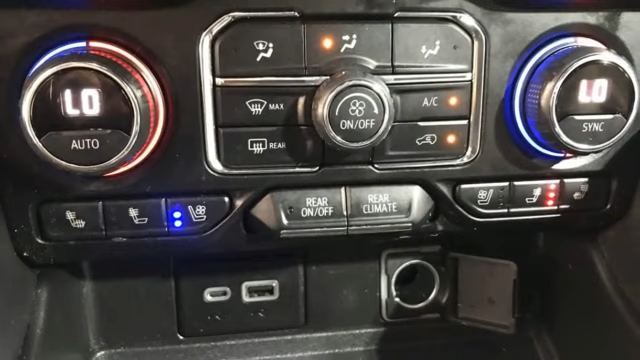 LO
AUTO
MAX
REAR
ON/OFF
A/C
LO
SYNC
REAR
ON/OFF
REAR
CLIMATE